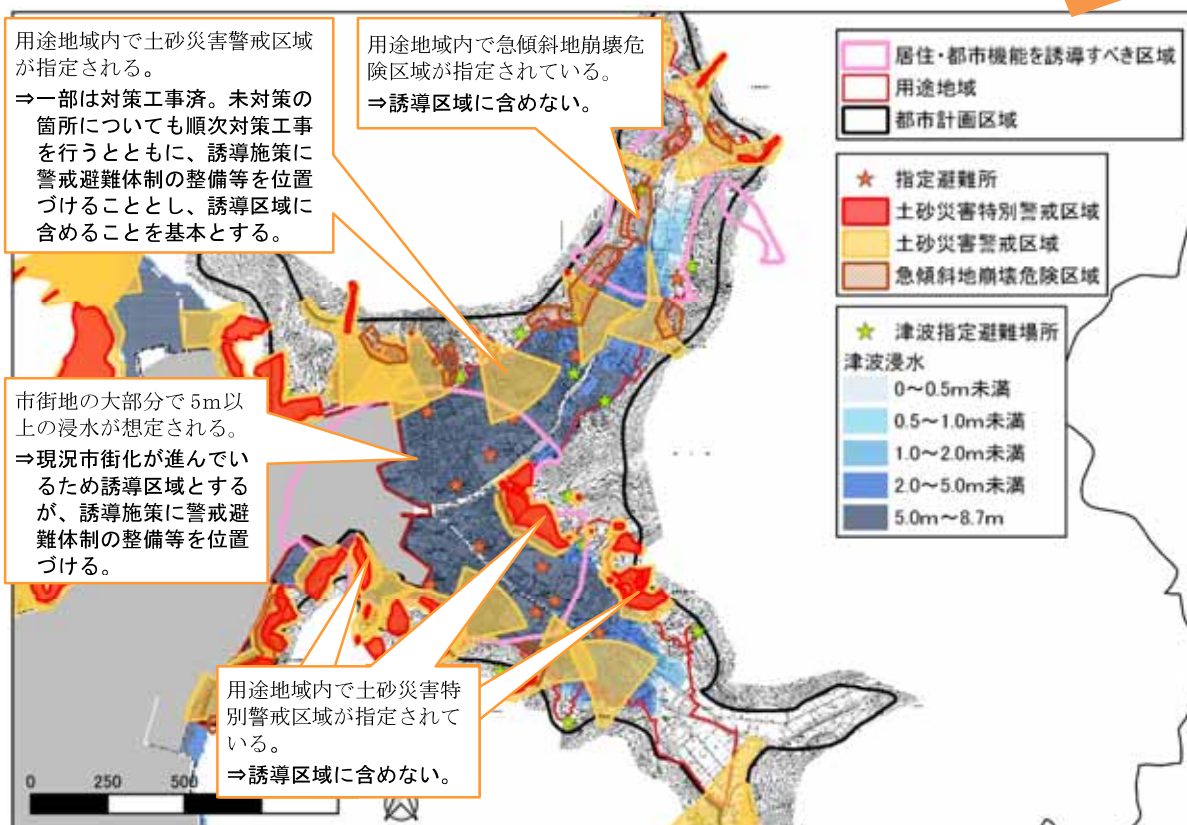 用途地域内で土砂災害警戒区域
が指定される。
⇒一部は対策工事済。未対策の
箇所についても順次対策工事
を行うとともに、誘導施策に
警戒避難体制の整備等を位置
づけることとし、誘導区域に
含めることを基本とする。
用途地域内で急傾斜地崩壊危
険区域が指定されている。
⇒誘導区域に含めない。
居住・都市機能を誘導すべき区域
用途地域
都市計画区域
指定避難所
土砂災害特別警戒区域
土砂災害警戒区域
急傾斜地崩壊危険区域
津波指定避難場所
津波浸水
0～0.5m未満
0.5～1.0m未満
1.0～2.0m未満
2.0～5.0m未満
5.0m～8.7m
市街地の大部分で5m以
上の浸水が想定される。
⇒現況市街化が進んでい
るため誘導区域とする
が、誘導施策に警戒避
難体制の整備等を位置
づける。
用途地域内で土砂災害特
別警戒区域が指定されて
いる。
⇒誘導区域に含めない。
0 250 500